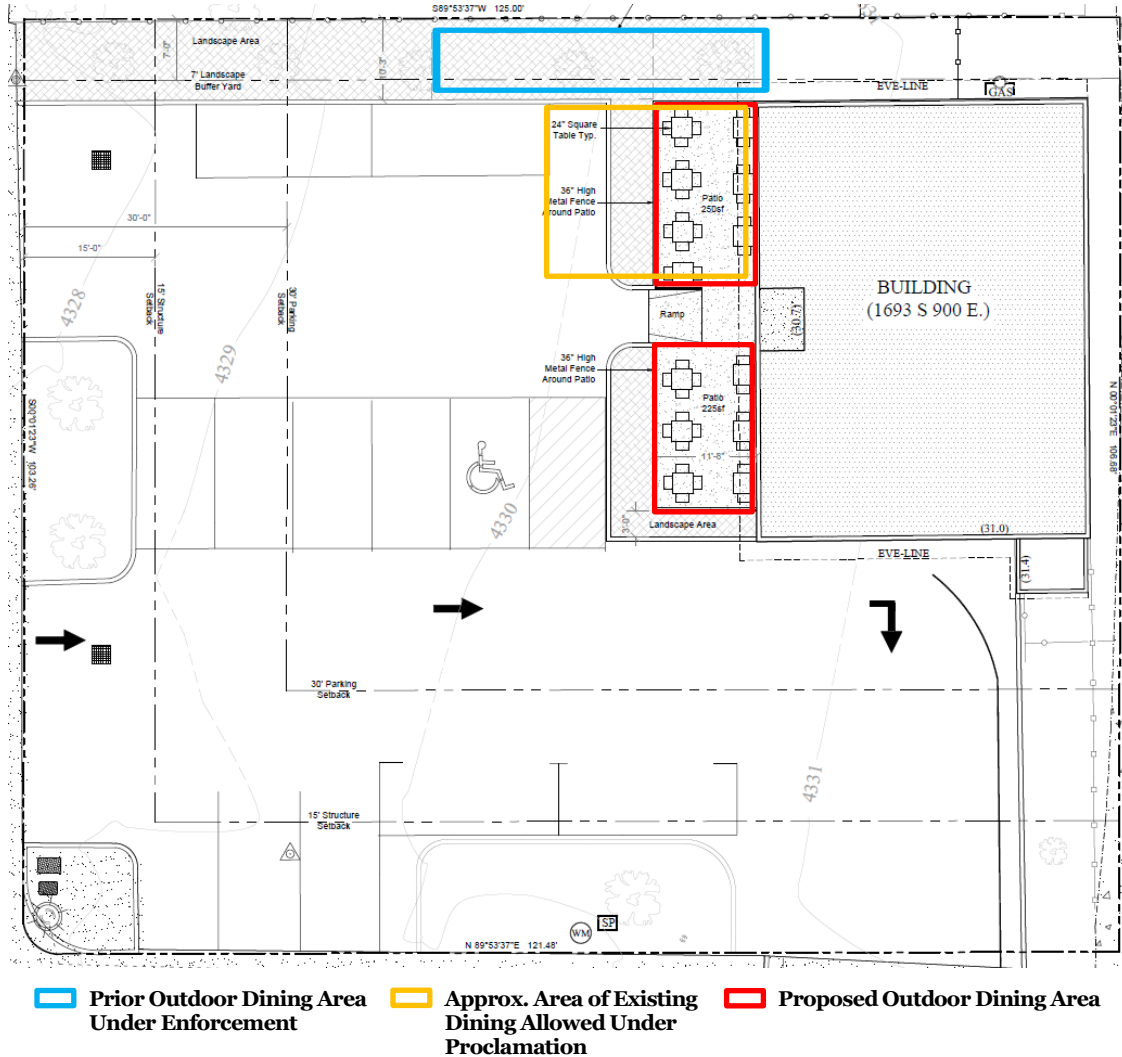 S89°53'37"W 125.00'
Landscape Area
7'-0"
7' Landscape
Buffer Yard
10'-3"
EVE-LINE
GAS
24" Square
Table Typ.
36" High
Metal Fence
Around Patio
Patio
250sf
30'-0"
15'-0"
15' Structure
Setback
30' Parking
Setback
4328
4329
BUILDING
(1693 S 900 E.)
Ramp
(30.7)
36" High
Metal Fence
Around Patio
Patio
225sf
11'-6"
S00°01'23"W
103.26'
N 00°01'23"E 106.68'
4330
3'-0"
Landscape Area
(31.0)
EVE-LINE
(31.4)
30' Parking
Setback
4331
15' Structure
Setback
WM
SP
N 89°53'37"E 121.48'
Prior Outdoor Dining Area
Under Enforcement
Approx. Area of Existing
Dining Allowed Under
Proclamation
Proposed Outdoor Dining Area